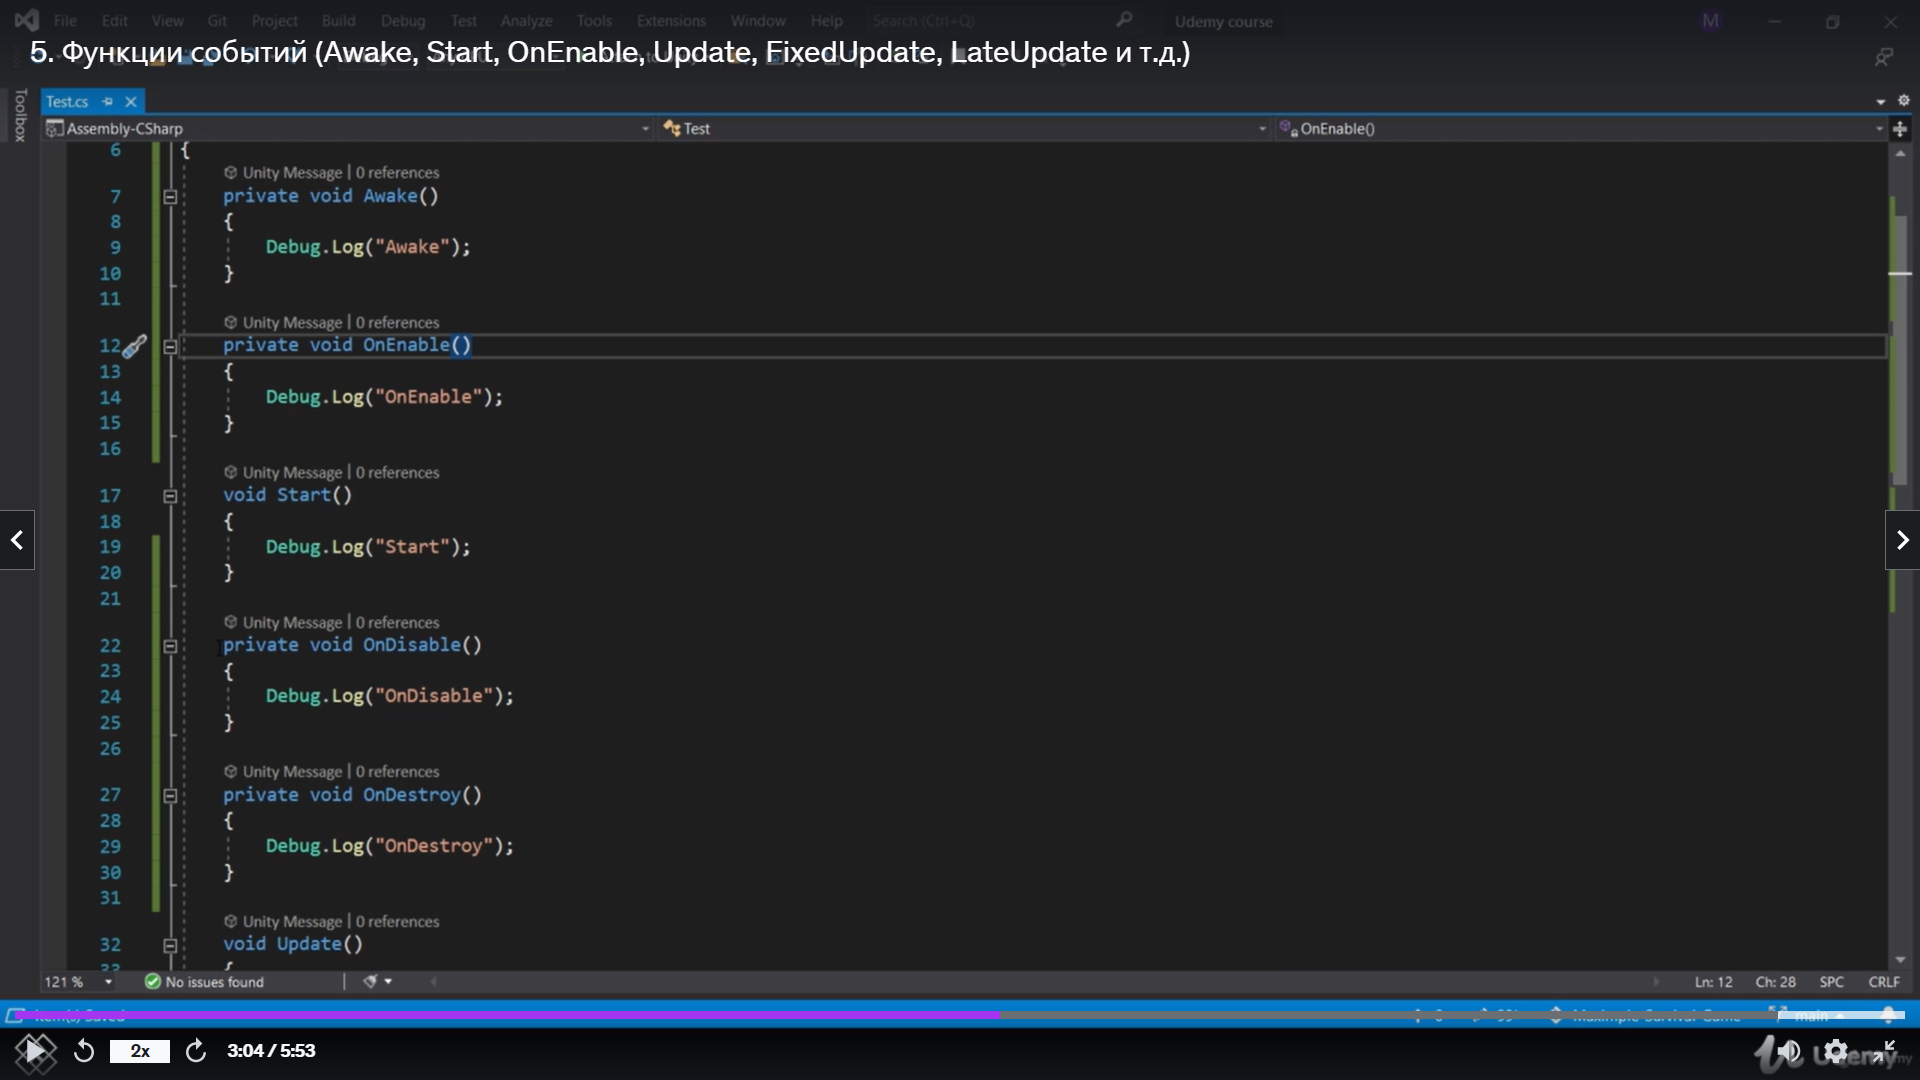 File Edit View Git Project Build Debug Test Analyze Tools Extensions Window Help Search (Ctrl+Q) Udemy course M
5. Функции событий (Awake, Start, OnEnable, Update, FixedUpdate, LateUpdate и т.д.)
Toolbox
Test.cs
Assembly-CSharp Test OnEnable()
6 {
Unity Message | 0 references
7 private void Awake()
8 {
9 Debug.Log("Awake");
10 }
11
Unity Message | 0 references
12 private void OnEnable()
13 {
14 Debug.Log("OnEnable");
15 }
16
Unity Message | 0 references
17 void Start()
18 {
19 Debug.Log("Start");
20 }
21
Unity Message | 0 references
22 private void OnDisable()
23 {
24 Debug.Log("OnDisable");
25 }
26
Unity Message | 0 references
27 private void OnDestroy()
28 {
29 Debug.Log("OnDestroy");
30 }
31
Unity Message | 0 references
32 void Update()
33 {
121 % No issues found Ln: 12 Ch: 28 SPC CRLF
Item(s) Saved main
2x 3:04 / 5:53 Udemy